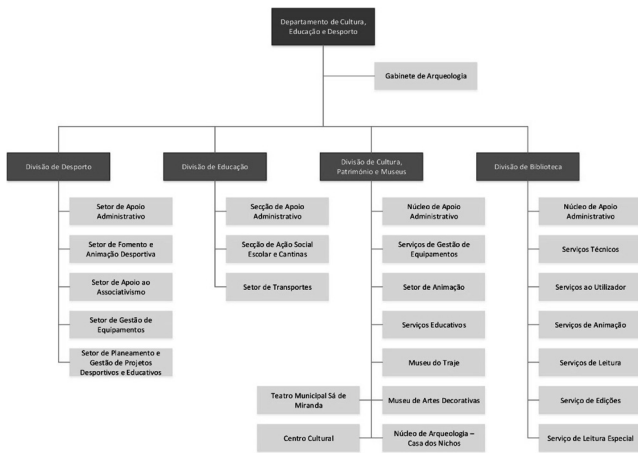 Departamento de Cultura,
Educação e Desporto
Gabinete de Arqueologia
Divisão de Desporto
Divisão de Educação
Divisão de Cultura,
Património e Museus
Divisão de Biblioteca
Setor de Apoio
Administrativo
Setor de Fomento e
Animação Desportiva
Setor de Apoio ao
Associativismo
Setor de Gestão de
Equipamentos
Setor de Planeamento e
Gestão de Projetos
Desportivos e Educativos
Secção de Apoio
Administrativo
Secção de Ação Social
Escolar e Cantinas
Setor de Transportes
Núcleo de Apoio
Administrativo
Serviços de Gestão de
Equipamentos
Setor de Animação
Serviços Educativos
Museu do Traje
Teatro Municipal Sá de
Miranda
Museu de Artes Decorativas
Centro Cultural
Núcleo de Arqueologia –
Casa dos Nichos
Núcleo de Apoio
Administrativo
Serviços Técnicos
Serviços ao Utilizador
Serviços de Animação
Serviços de Leitura
Serviço de Edições
Serviço de Leitura Especial